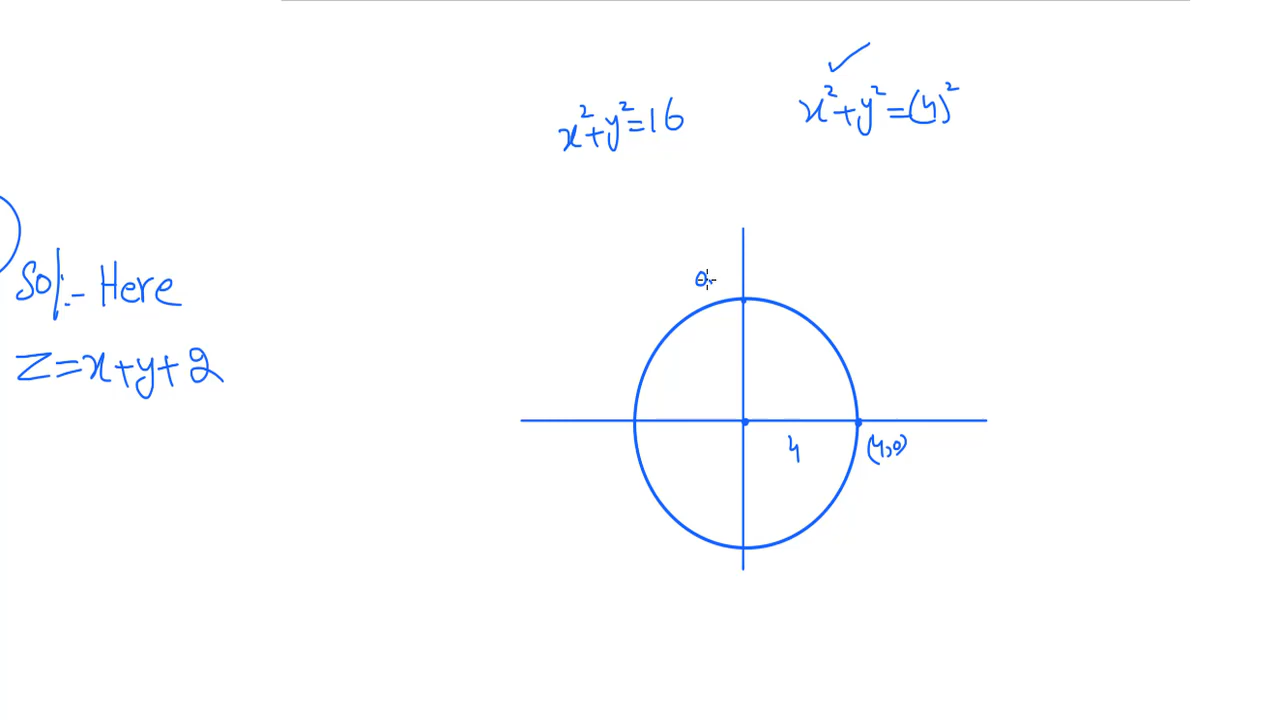 x²+y²=16
x²+y²=(4)²
Sol:- Here
Z=x+y+2
4
(4,0)